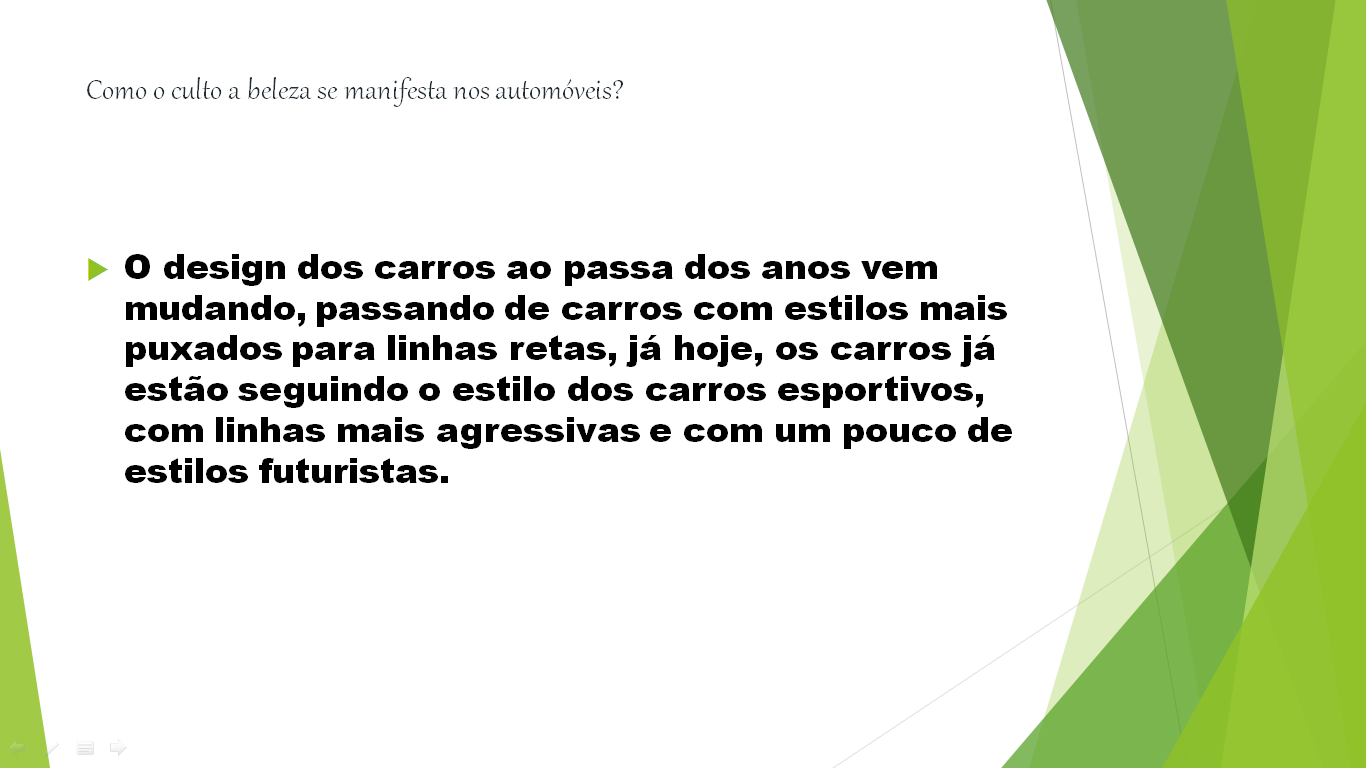 Como o culto a beleza se manifesta nos automóveis?
O design dos carros ao passa dos anos vem
mudando, passando de carros com estilos mais
puxados para linhas retas, já hoje, os carros já
estão seguindo o estilo dos carros esportivos,
com linhas mais agressivas e com um pouco de
estilos futuristas.